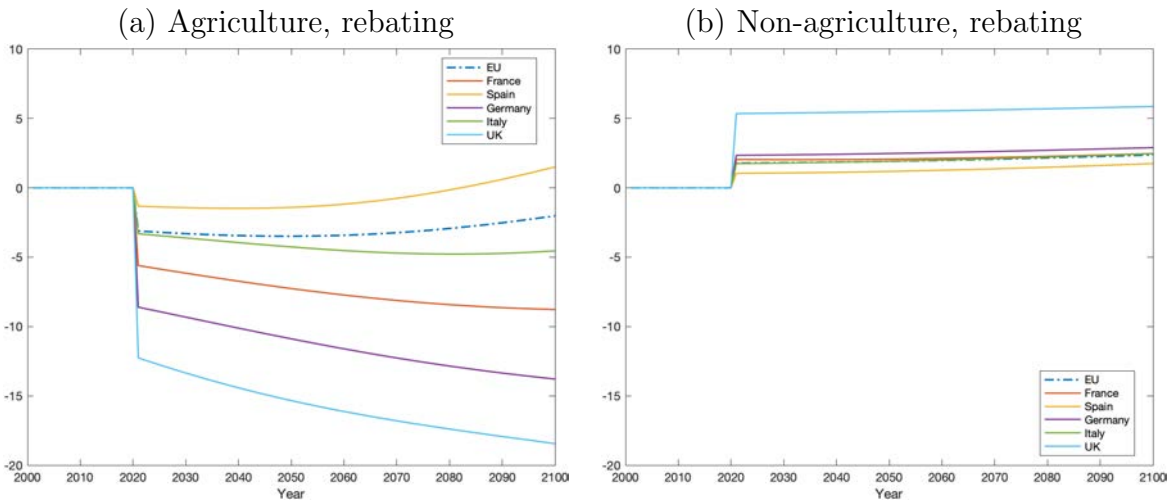 (a) Agriculture, rebating
10
5
0
-5
-10
-15
-20
2000 2010 2020 2030 2040 2050 2060 2070 2080 2090 2100
Year
EU
France
Spain
Germany
Italy
UK
(b) Non-agriculture, rebating
10
5
0
-5
-10
-15
-20
2000 2010 2020 2030 2040 2050 2060 2070 2080 2090 2100
Year
EU
France
Spain
Germany
Italy
UK